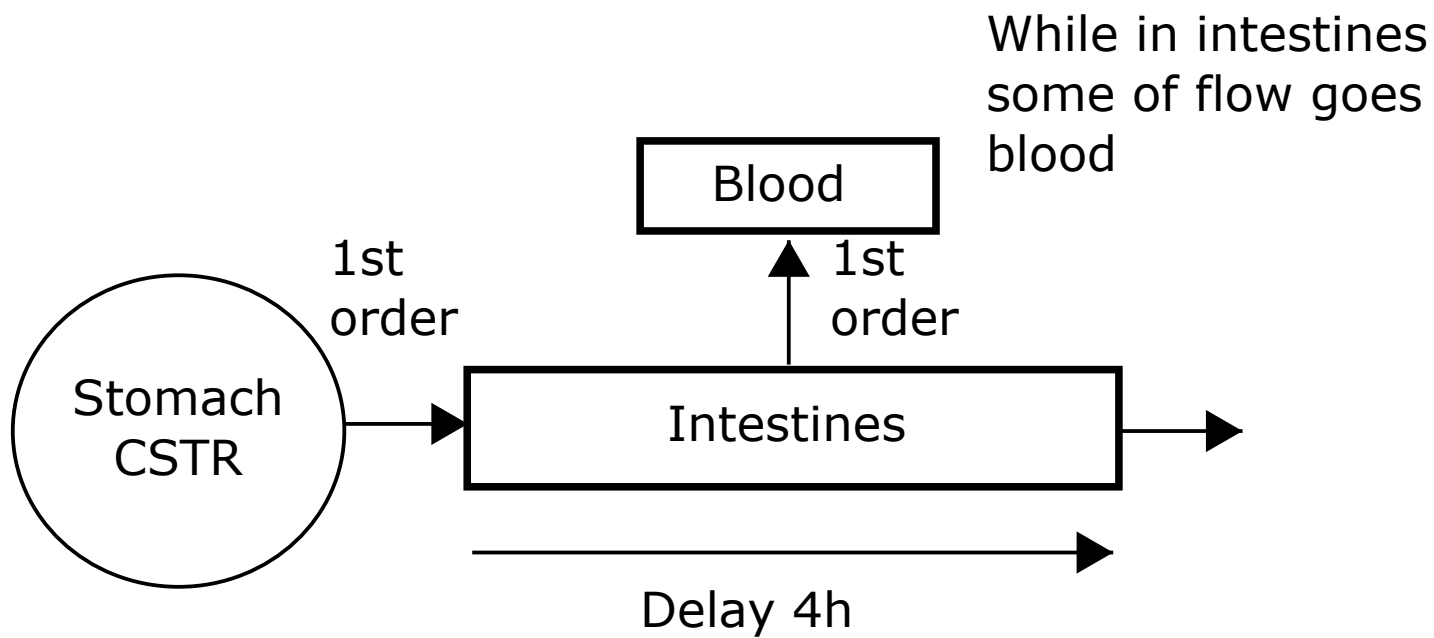 While in intestines
some of flow goes
blood
Blood
1st
order
1st
order
Stomach
CSTR
Intestines
Delay 4h